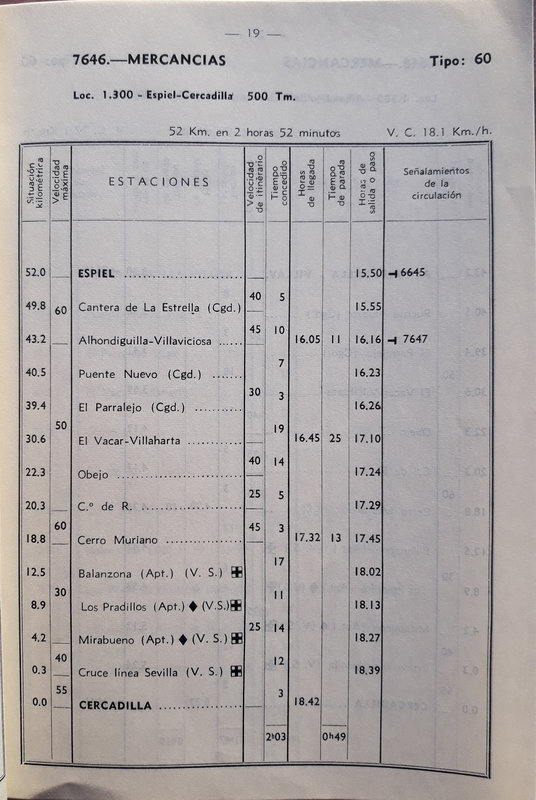 — 19 —
7646.—MERCANCIAS Tipo: 60
Loc. 1.300 - Espiel-Cercadilla 500 Tm.
52 Km. en 2 horas 52 minutos V. C. 18.1 Km./h.
Situación kilométrica Velocidad máxima ESTACIONES Velocidad de itinerario Tiempo concedido Horas de llegada Tiempo de parada Horas de salida o paso Señalamientos de la circulación
52.0 ESPIEL 15.50 6645
40 5
49.8 60 Cantera de La Estrella (Cgd.) 15.55
45 10
43.2 Alhondiguilla-Villaviciosa ...... 16.05 11 16.16 7647
7
40.5 Puente Nuevo (Cgd.) ....... 16.23
30 3
39.4 El Parralejo (Cgd.) .......... 16.26
50 19
30.6 El Vacar-Villaharta ............ 16.45 25 17.10
40 14
22.3 Obejo ............................ 17.24
25 5
20.3 C.º de R. ...................... 17.29
60 45 3
18.8 Cerro Muriano ................ 17.32 13 17.45
17
12.5 Balanzona (Apt.) (V. S.) 18.02
30 11
8.9 Los Pradillos (Apt.) ♦ (V.S.) 18.13
25 14
4.2 Mirabueno (Apt.) ♦ (V. S.) 18.27
40 12
0.3 Cruce línea Sevilla (V. S.) 18.39
55 3
0.0 CERCADILLA .................. 18.42
2h03 0h49